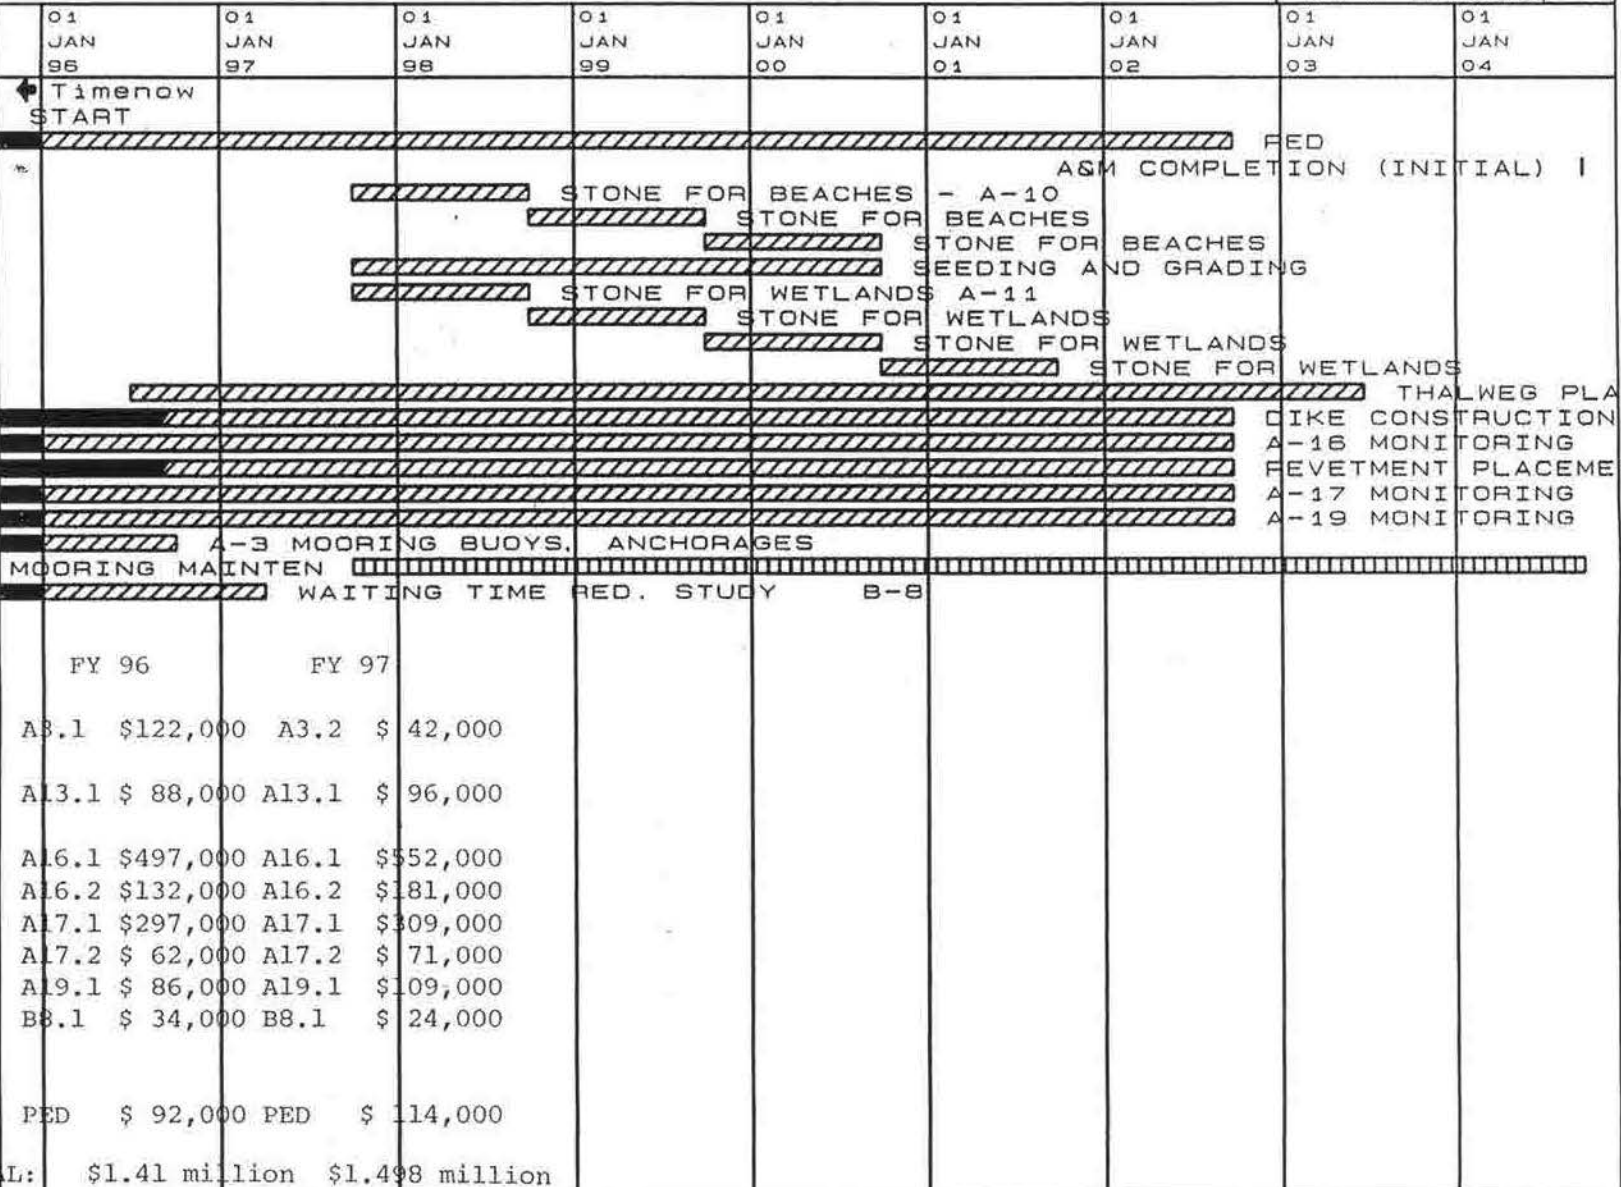 01 01 01 01 01 01 01 01 01
JAN JAN JAN JAN JAN JAN JAN JAN JAN
96 97 98 99 00 01 02 03 04
Timenow
START
PED
A&M COMPLETION (INITIAL)
STONE FOR BEACHES - A-10
STONE FOR BEACHES
STONE FOR BEACHES
SEEDING AND GRADING
STONE FOR WETLANDS A-11
STONE FOR WETLANDS
STONE FOR WETLANDS
STONE FOR WETLANDS
THALWEG PLA
DIKE CONSTRUCTION
A-16 MONITORING
REVETMENT PLACEME
A-17 MONITORING
A-19 MONITORING
A-3 MOORING BUOYS, ANCHORAGES
MOORING MAINTEN
WAITING TIME RED. STUDY B-8
FY 96 FY 97
A3.1 $122,000 A3.2 $ 42,000
A13.1 $ 88,000 A13.1 $ 96,000
A16.1 $497,000 A16.1 $552,000
A16.2 $132,000 A16.2 $181,000
A17.1 $297,000 A17.1 $309,000
A17.2 $ 62,000 A17.2 $ 71,000
A19.1 $ 86,000 A19.1 $109,000
B8.1 $ 34,000 B8.1 $ 24,000
PED $ 92,000 PED $ 114,000
AL: $1.41 million $1.498 million